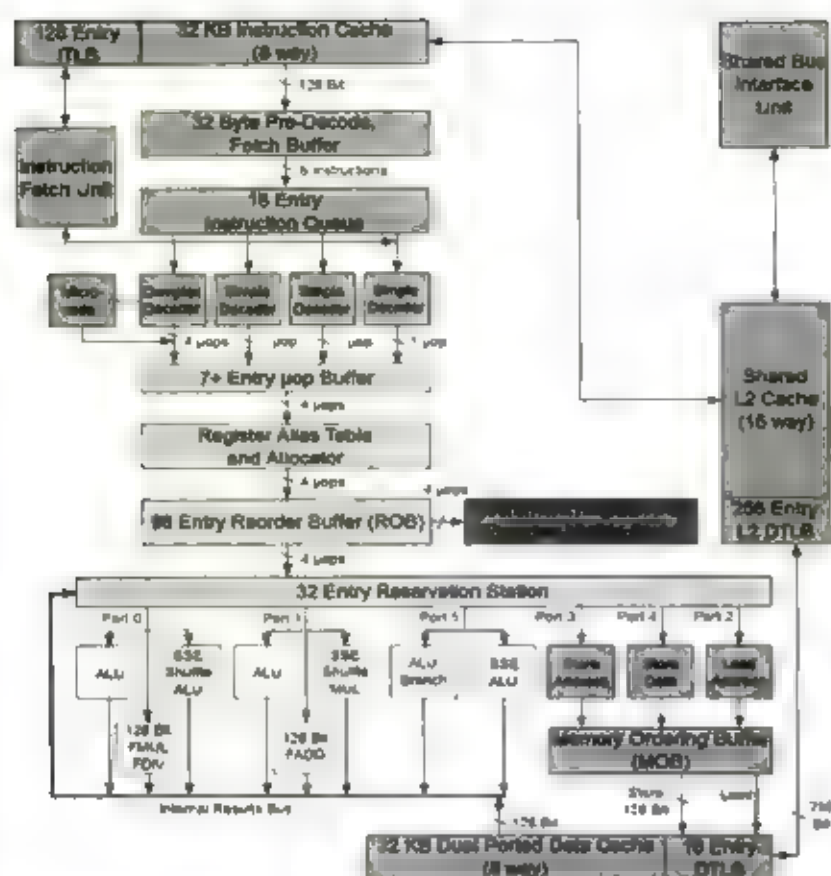 128 Entry
ITLB
32 KB Instruction Cache
(8 way)
Shared Bus
Interface
Unit
128 Bit
32 Byte Pre-Decode,
Fetch Buffer
Instruction
Fetch Unit
6 instructions
18 Entry
Instruction Queue
Complex
Decoder
Simple
Decoder
Simple
Decoder
Simple
Decoder
4 µops
µop
µop
1 µop
7+ Entry µop Buffer
4 µops
Register Alias Table
and Allocator
4 µops
4 µops
96 Entry Reorder Buffer (ROB)
4 µops
Shared
L2 Cache
(16 way)
256 Entry
L2 DTLB
32 Entry Reservation Station
Port 0
Port 1
Port 5
Port 3
Port 4
Port 2
ALU
SSE
Shuffle
ALU
ALU
SSE
Shuffle
MUL
ALU
Branch
SSE
ALU
Store
Address
Store
Data
Load
Address
128 Bit
FMUL
FDIV
128 Bit
FADD
Memory Ordering Buffer
(MOB)
Internal Results Bus
Store
128 Bit
Load
128 Bit
256
Bit
32 KB Dual Ported Data Cache
(8 way)
16 Entry
DTLB